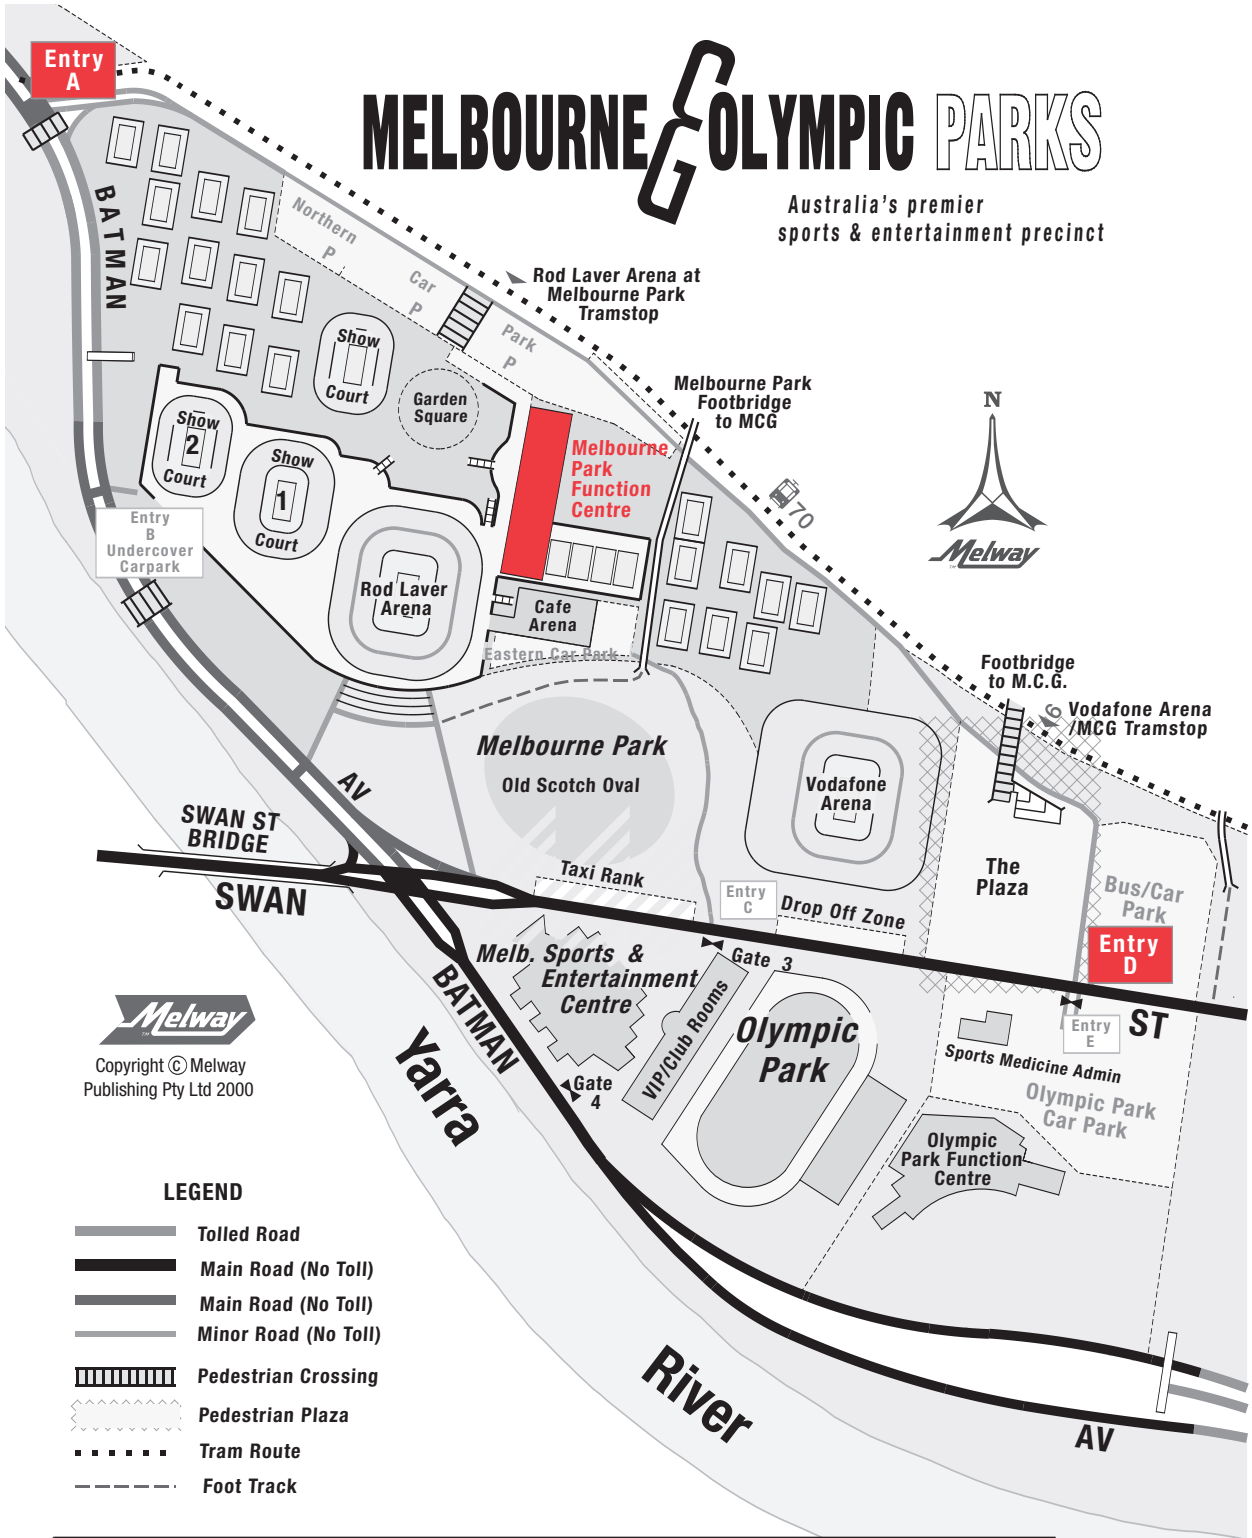 Entry
A
MELBOURNE & OLYMPIC PARKS
Australia's premier
sports & entertainment precinct
BATMAN
Northern
P
Car
P
Park
P
Rod Laver Arena at
Melbourne Park
Tramstop
Show
Court
Garden
Square
Melbourne Park
Footbridge
to MCG
N
Melway
TM
Show
2
Court
Show
1
Court
Melbourne
Park
Function
Centre
70
Entry
B
Undercover
Carpark
Rod Laver
Arena
Cafe
Arena
Eastern Car Park
Footbridge
to M.C.G.
6
Vodafone Arena
/MCG Tramstop
Melbourne Park
Old Scotch Oval
Vodafone
Arena
AV
SWAN ST
BRIDGE
SWAN
Taxi Rank
Entry
C
Drop Off Zone
The
Plaza
Bus/Car
Park
Entry
D
Melb. Sports &
Entertainment
Centre
Gate 3
BATMAN
VIP/Club Rooms
Olympic
Park
Entry
E
ST
Sports Medicine Admin
Olympic Park
Car Park
Melway
TM
Copyright © Melway
Publishing Pty Ltd 2000
Yarra
Gate
4
Olympic
Park Function
Centre
LEGEND
Tolled Road
Main Road (No Toll)
Main Road (No Toll)
Minor Road (No Toll)
Pedestrian Crossing
Pedestrian Plaza
Tram Route
Foot Track
River
AV